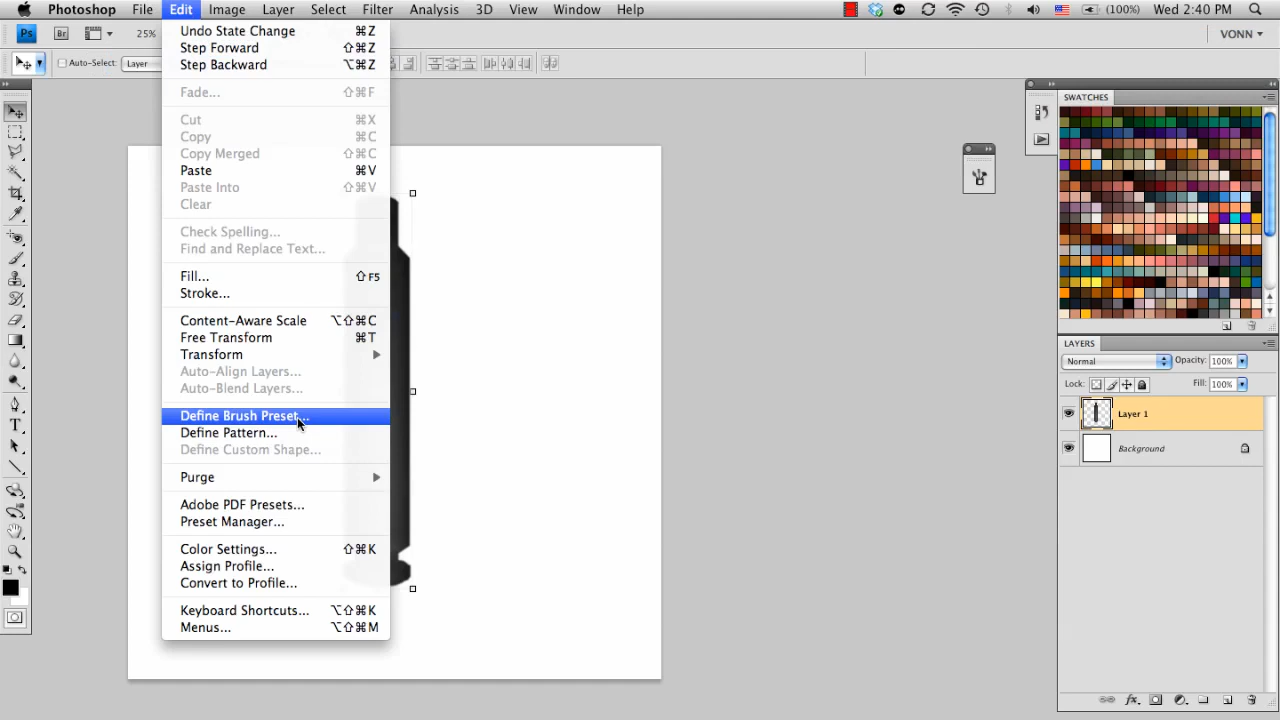 Photoshop File Edit Image Layer Select Filter Analysis 3D View Window Help (100%) Wed 2:40 PM
Ps Br 25% VONN
Auto-Select: Layer
Undo State Change ⌘Z
Step Forward ⇧⌘Z
Step Backward ⌥⌘Z
Fade... ⇧⌘F
Cut ⌘X
Copy ⌘C
Copy Merged ⇧⌘C
Paste ⌘V
Paste Into ⇧⌘V
Clear
Check Spelling...
Find and Replace Text...
Fill... ⇧F5
Stroke...
Content-Aware Scale ⌥⇧⌘C
Free Transform ⌘T
Transform
Auto-Align Layers...
Auto-Blend Layers...
Define Brush Preset...
Define Pattern...
Define Custom Shape...
Purge
Adobe PDF Presets...
Preset Manager...
Color Settings... ⇧⌘K
Assign Profile...
Convert to Profile...
Keyboard Shortcuts... ⌥⇧⌘K
Menus... ⌥⇧⌘M
SWATCHES
LAYERS
Normal Opacity: 100%
Lock: Fill: 100%
Layer 1
Background